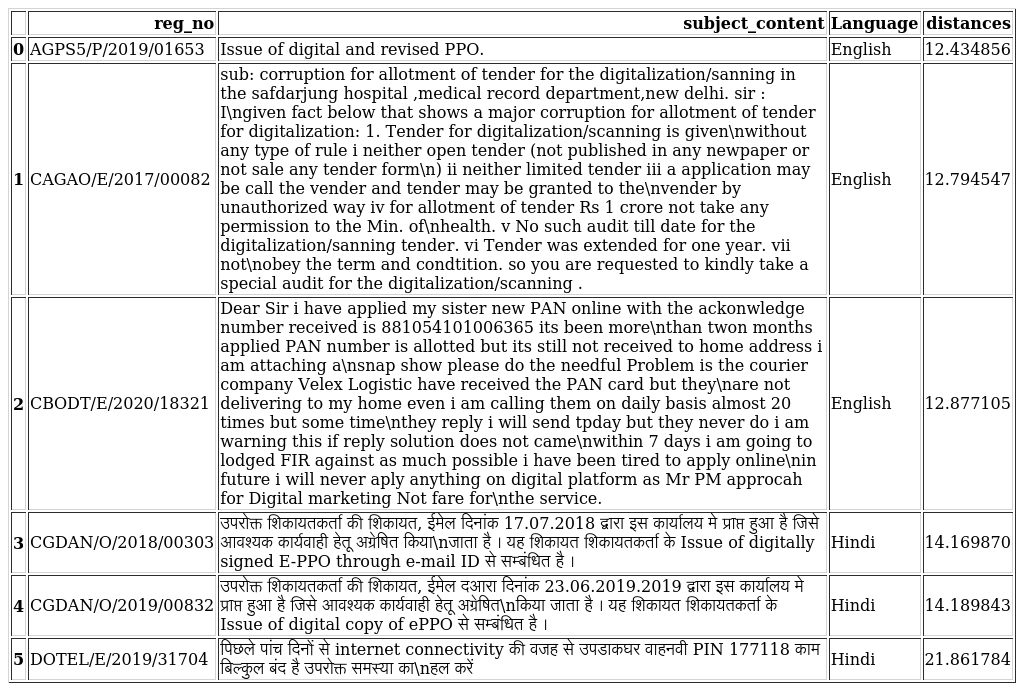 reg_no subject_content Language distances
0 AGPS5/P/2019/01653 Issue of digital and revised PPO. English 12.434856
sub: corruption for allotment of tender for the digitalization/sanning in
the safdarjung hospital ,medical record department,new delhi. sir :
I\ngiven fact below that shows a major corruption for allotment of tender
for digitalization: 1. Tender for digitalization/scanning is given\nwithout
any type of rule i neither open tender (not published in any newpaper or
not sale any tender form\n) ii neither limited tender iii a application may
1 CAGAO/E/2017/00082 be call the vender and tender may be granted to the\nvender by English 12.794547
unauthorized way iv for allotment of tender Rs 1 crore not take any
permission to the Min. of\nhealth. v No such audit till date for the
digitalization/sanning tender. vi Tender was extended for one year. vii
not\nobey the term and condtition. so you are requested to kindly take a
special audit for the digitalization/scanning .
Dear Sir i have applied my sister new PAN online with the ackonwledge
number received is 881054101006365 its been more\nthan twon months
applied PAN number is allotted but its still not received to home address i
am attaching a\nsnap show please do the needful Problem is the courier
company Velex Logistic have received the PAN card but they\nare not
2 CBODT/E/2020/18321 delivering to my home even i am calling them on daily basis almost 20 English 12.877105
times but some time\nthey reply i will send tpday but they never do i am
warning this if reply solution does not came\nwithin 7 days i am going to
lodged FIR against as much possible i have been tired to apply online\nin
future i will never aply anything on digital platform as Mr PM approcah
for Digital marketing Not fare for\nthe service.
उपरोक्त शिकायतकर्ता की शिकायत, ईमेल दिनांक 17.07.2018 द्वारा इस कार्यालय मे प्राप्त हुआ है जिसे
3 CGDAN/O/2018/00303 आवश्यक कार्यवाही हेतू अग्रेषित किया\nजाता है । यह शिकायत शिकायतकर्ता के Issue of digitally Hindi 14.169870
signed E-PPO through e-mail ID से सम्बंधित है ।
उपरोक्त शिकायतकर्ता की शिकायत, ईमेल दआरा दिनांक 23.06.2019.2019 द्वारा इस कार्यालय मे
4 CGDAN/O/2019/00832 प्राप्त हुआ है जिसे आवश्यक कार्यवाही हेतू अग्रेषित\nकिया जाता है । यह शिकायत शिकायतकर्ता के Hindi 14.189843
Issue of digital copy of ePPO से सम्बंधित है ।
पिछले पांच दिनों से internet connectivity की वजह से उपडाकघर वाहनवी PIN 177118 काम
5 DOTEL/E/2019/31704 बिल्कुल बंद है उपरोक्त समस्या का\nहल करें Hindi 21.861784